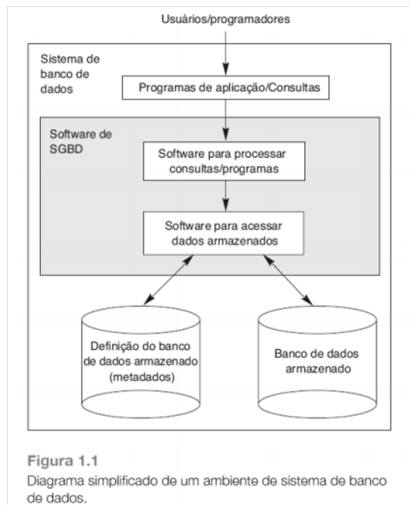 Usuários/programadores
Sistema de
banco de
dados
Programas de aplicação/Consultas
Software de
SGBD
Software para processar
consultas/programas
Software para acessar
dados armazenados
Definição do banco
de dados armazenado
(metadados)
Banco de dados
armazenado
Figura 1.1
Diagrama simplificado de um ambiente de sistema de banco
de dados.